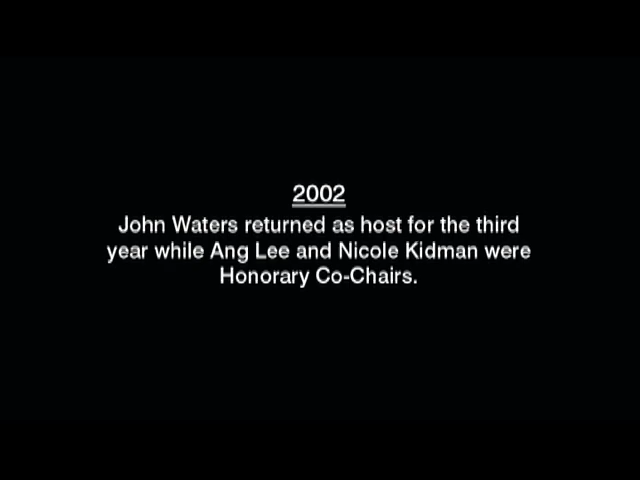 2002
John Waters returned as host for the third
year while Ang Lee and Nicole Kidman were
Honorary Co-Chairs.